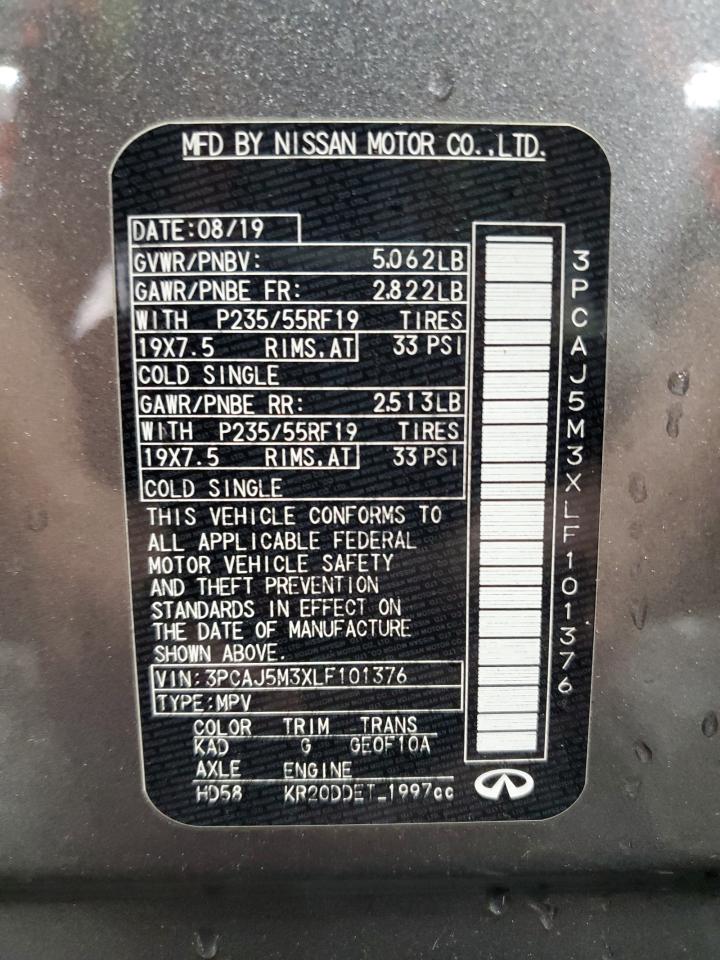 MFD BY NISSAN MOTOR CO.,LTD.
DATE:08/19
GVWR/PNBV: 5,062LB
GAWR/PNBE FR: 2,822LB
WITH P235/55RF19 TIRES
19X7.5 RIMS,AT 33 PSI
COLD SINGLE
GAWR/PNBE RR: 2,513LB
WITH P235/55RF19 TIRES
19X7.5 RIMS,AT 33 PSI
COLD SINGLE
THIS VEHICLE CONFORMS TO
ALL APPLICABLE FEDERAL
MOTOR VEHICLE SAFETY
AND THEFT PREVENTION
STANDARDS IN EFFECT ON
THE DATE OF MANUFACTURE
SHOWN ABOVE.
VIN:3PCAJ5M3XLF101376
TYPE:MPV
COLOR TRIM TRANS
KAD G GE0F10A
AXLE ENGINE
HD58 KR20DDET_1997cc
3PCAJ5M3XLF101376